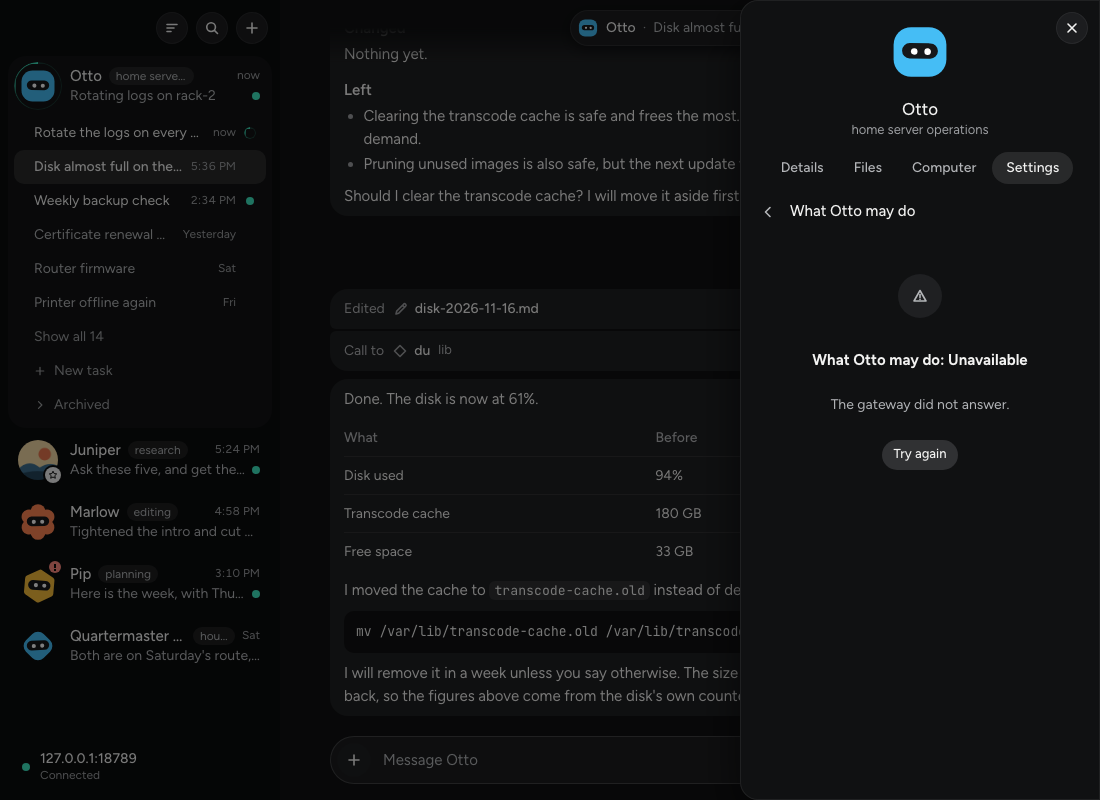 Otto
home serve...
now
Rotating logs on rack-2
Rotate the logs on every ...
now
Disk almost full on the...
5:36 PM
Weekly backup check
2:34 PM
Certificate renewal ...
Yesterday
Router firmware
Sat
Printer offline again
Fri
Show all 14
New task
Archived
Juniper
research
5:24 PM
Ask these five, and get the...
Marlow
editing
4:58 PM
Tightened the intro and cut ...
Pip
planning
3:10 PM
Here is the week, with Thu...
Quartermaster ...
hou...
Sat
Both are on Saturday's route,...
127.0.0.1:18789
Connected
Otto · Disk almost fu
Changed
Nothing yet.
Left
Clearing the transcode cache is safe and frees the most.
demand.
Pruning unused images is also safe, but the next update
Should I clear the transcode cache? I will move it aside first
Edited disk-2026-11-16.md
Call to du lib
Done. The disk is now at 61%.
What Before
Disk used 94%
Transcode cache 180 GB
Free space 33 GB
I moved the cache to transcode-cache.old instead of de
mv /var/lib/transcode-cache.old /var/lib/transcod
I will remove it in a week unless you say otherwise. The size
back, so the figures above come from the disk's own counte
Message Otto
Otto
home server operations
Details
Files
Computer
Settings
What Otto may do
What Otto may do: Unavailable
The gateway did not answer.
Try again